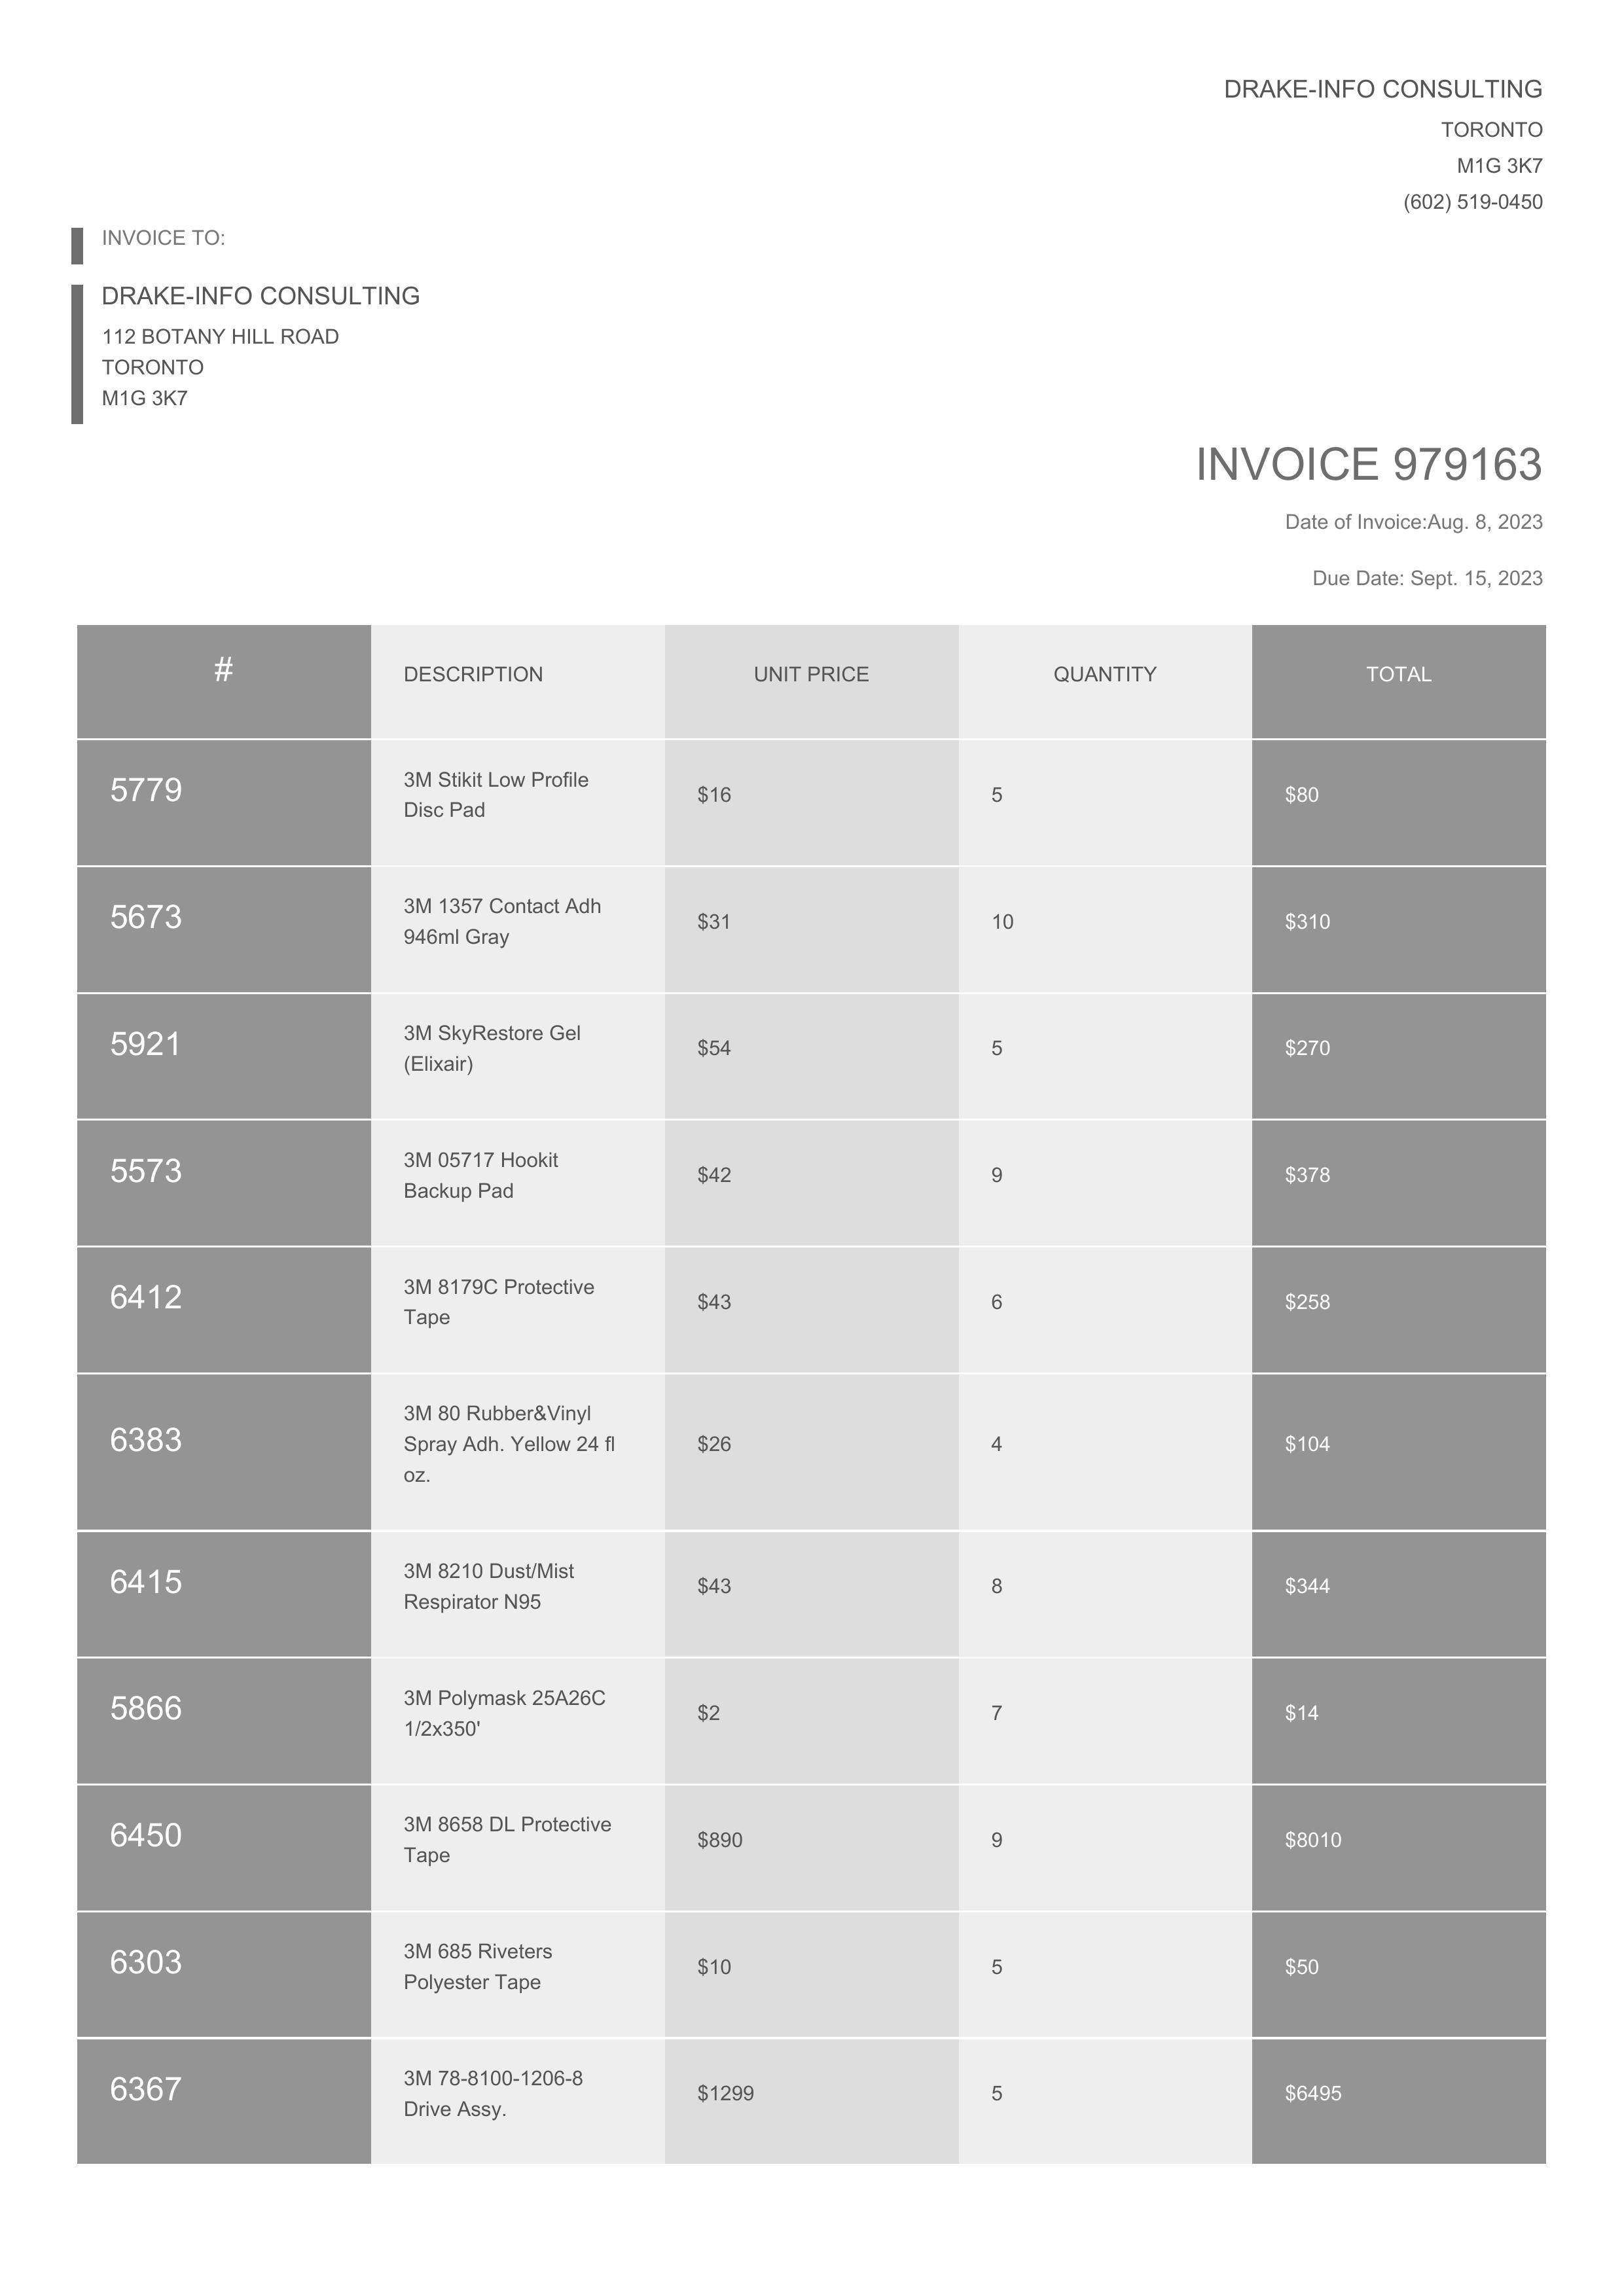 DRAKE-INFO CONSULTING
TORONTO
M1G 3K7
(602) 519-0450
INVOICE TO:
DRAKE-INFO CONSULTING
112 BOTANY HILL ROAD
TORONTO
M1G 3K7
INVOICE 979163
Date of Invoice:Aug. 8, 2023
Due Date: Sept. 15, 2023
# DESCRIPTION UNIT PRICE QUANTITY TOTAL
5779 3M Stikit Low Profile $16 5 $80
Disc Pad
5673 3M 1357 Contact Adh $31 10 $310
946ml Gray
5921 3M SkyRestore Gel $54 5 $270
(Elixair)
5573 3M 05717 Hookit $42 9 $378
Backup Pad
6412 3M 8179C Protective $43 6 $258
Tape
6383 3M 80 Rubber&Vinyl $26 4 $104
Spray Adh. Yellow 24 fl
oz.
6415 3M 8210 Dust/Mist $43 8 $344
Respirator N95
5866 3M Polymask 25A26C $2 7 $14
1/2x350'
6450 3M 8658 DL Protective $890 9 $8010
Tape
6303 3M 685 Riveters $10 5 $50
Polyester Tape
6367 3M 78-8100-1206-8 $1299 5 $6495
Drive Assy.